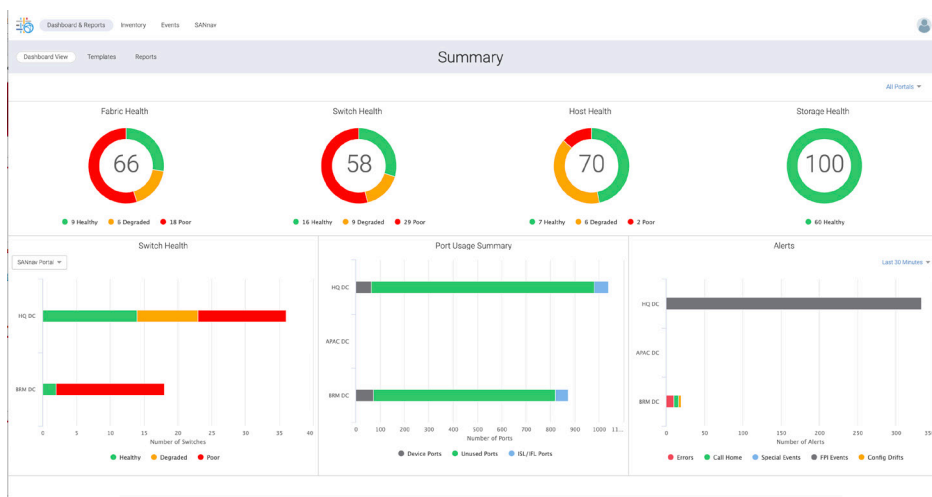 Dashboard & Reports Inventory Events SANnav
Dashboard View Templates Reports
Summary
All Portals
Fabric Health Switch Health Host Health Storage Health
66 58 70 100
9 Healthy 6 Degraded 18 Poor 16 Healthy 9 Degraded 29 Poor 7 Healthy 6 Degraded 2 Poor 60 Healthy
Switch Health
SANnav Portal
HQ DC
BRM DC
0 5 10 15 20 25 30 35 40
Number of Switches
Healthy Degraded Poor
Port Usage Summary
HQ DC
APAC DC
BRM DC
0 100 200 300 400 500 600 700 800 900 1000 11...
Number of Ports
Device Ports Unused Ports ISL/IFL Ports
Alerts
Last 30 Minutes
HQ DC
APAC DC
BRM DC
0 50 100 150 200 250 300 35
Number of Alerts
Errors Call Home Special Events FPI Events Config Drifts